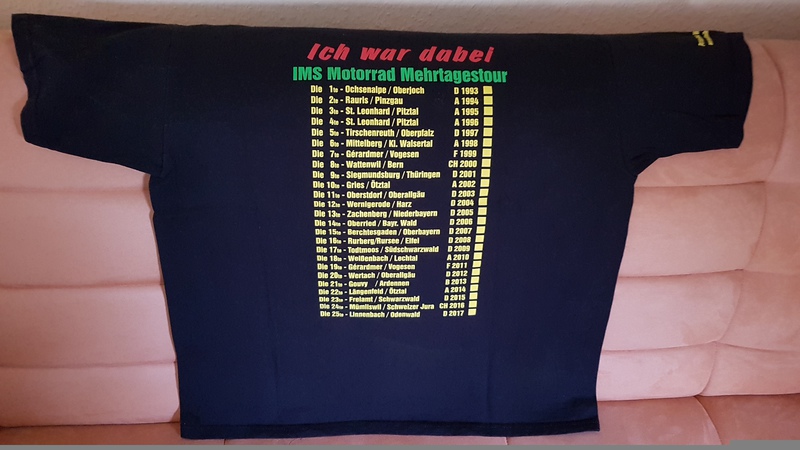 Ich war dabei
IMS Motorrad Mehrtagestour
Die 1te - Ochsenalpe / Oberjoch D 1993
Die 2te - Rauris / Pinzgau A 1994
Die 3te - St. Leonhard / Pitztal A 1995
Die 4te - St. Leonhard / Pitztal A 1996
Die 5te - Tirschenreuth / Oberpfalz D 1997
Die 6te - Mittelberg / Kl. Walsertal A 1998
Die 7te - Gérardmer / Vogesen F 1999
Die 8te - Wattenwil / Bern CH 2000
Die 9te - Siegmundsburg / Thüringen D 2001
Die 10te - Gries / Ötztal A 2002
Die 11te - Oberstdorf / Oberallgäu D 2003
Die 12te - Wernigerode / Harz D 2004
Die 13te - Zachenberg / Niederbayern D 2005
Die 14te - Oberried / Bayr. Wald D 2006
Die 15te - Berchtesgaden / Oberbayern D 2007
Die 16te - Rurberg/Rursee / Eifel D 2008
Die 17te - Todtmoos / Südschwarzwald D 2009
Die 18te - Weißenbach / Lechtal A 2010
Die 19te - Gérardmer / Vogesen F 2011
Die 20te - Wertach / Oberallgäu D 2012
Die 21te - Gouvy / Ardennen B 2013
Die 22te - Längenfeld / Ötztal A 2014
Die 23te - Freiamt / Schwarzwald D 2015
Die 24te - Mümliswil / Schweizer Jura CH 2016
Die 25te - Linnenbach / Odenwald D 2017